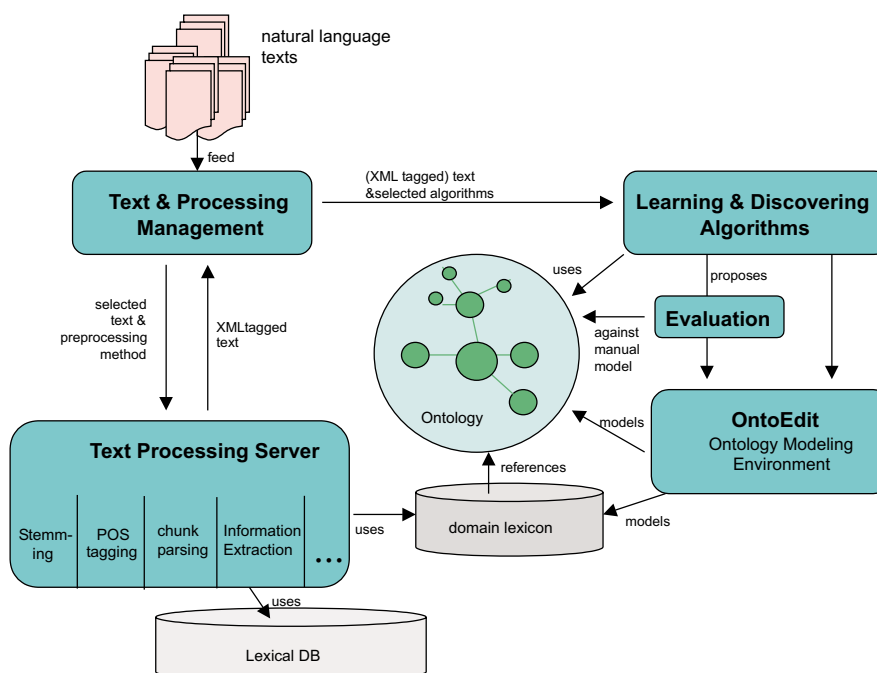 natural language
texts
feed
(XML tagged) text
&selected algorithms
Text & Processing
Management
Learning & Discovering
Algorithms
uses
proposes
selected
text &
preprocessing
method
XMLtagged
text
Evaluation
against
manual
model
Ontology
models
OntoEdit
Ontology Modeling
Environment
Text Processing Server
references
Stemm-
ing
POS
tagging
chunk
parsing
Information
Extraction
...
uses
domain lexicon
models
uses
Lexical DB